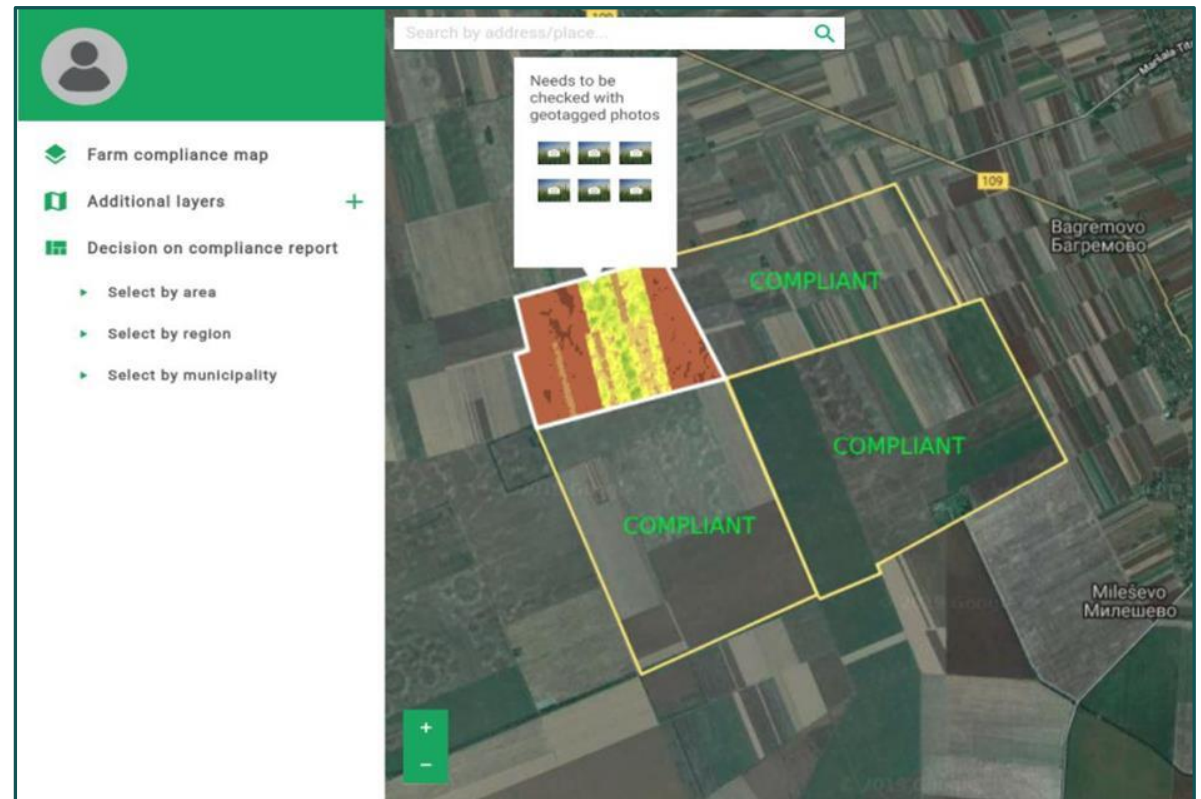 Farm compliance map
Additional layers
+
Decision on compliance report
Select by area
Select by region
Select by municipality
Search by address/place...
109
Maršala Tit
Needs to be
checked with
geotagged photos
109
Bagremovo
Багремово
COMPLIANT
COMPLIANT
COMPLIANT
Mileševo
Милешево
+
−